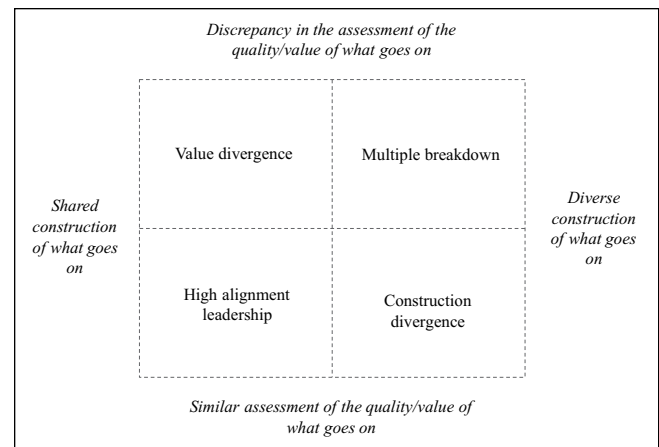 Discrepancy in the assessment of the
quality/value of what goes on
Value divergence
Multiple breakdown
Shared
construction
of what goes
on
Diverse
construction
of what goes
on
High alignment
leadership
Construction
divergence
Similar assessment of the quality/value of
what goes on